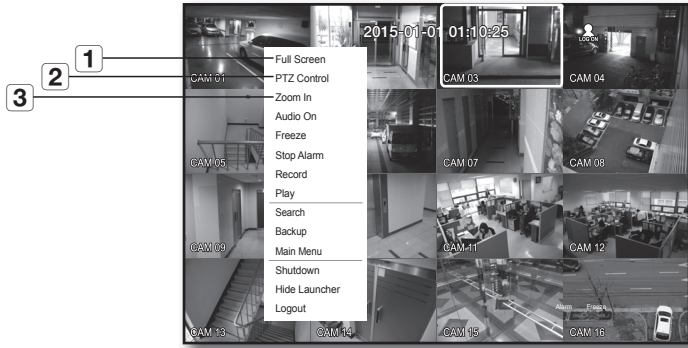 1
2
3
2015-01-01 01:10:25
LOG ON
CAM 01
CAM 03
CAM 04
Full Screen
PTZ Control
Zoom In
Audio On
Freeze
Stop Alarm
Record
Play
Search
Backup
Main Menu
Shutdown
Hide Launcher
Logout
CAM 05
CAM 07
CAM 08
CAM 09
CAM 11
CAM 12
Alarm Freeze
CAM 13
CAM 14
CAM 15
CAM 16